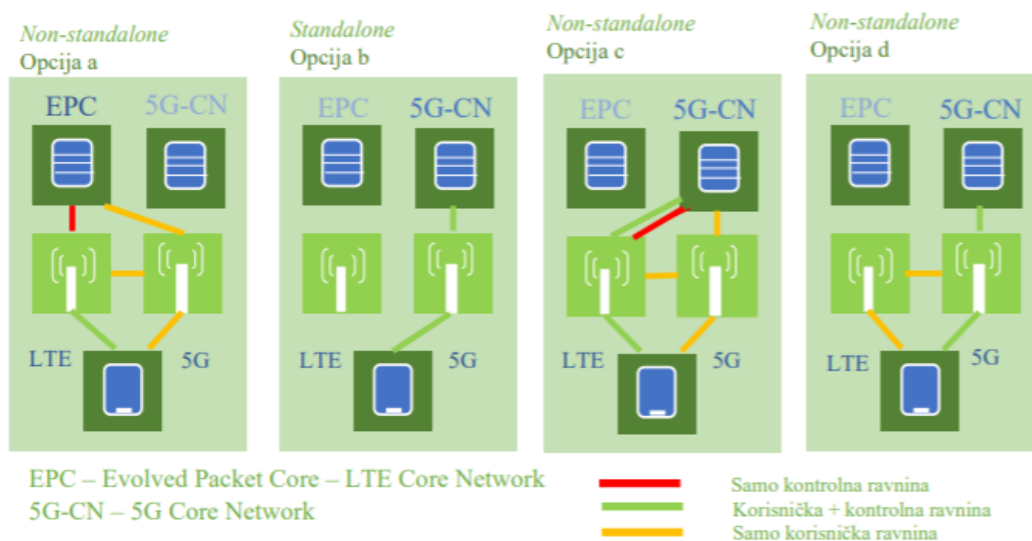 Non-standalone
Opcija a
EPC 5G-CN
LTE 5G
Standalone
Opcija b
EPC 5G-CN
LTE 5G
Non-standalone
Opcija c
EPC 5G-CN
LTE 5G
Non-standalone
Opcija d
EPC 5G-CN
LTE 5G
EPC – Evolved Packet Core – LTE Core Network
5G-CN – 5G Core Network
Samo kontrolna ravnina
Korisnička + kontrolna ravnina
Samo korisnička ravnina